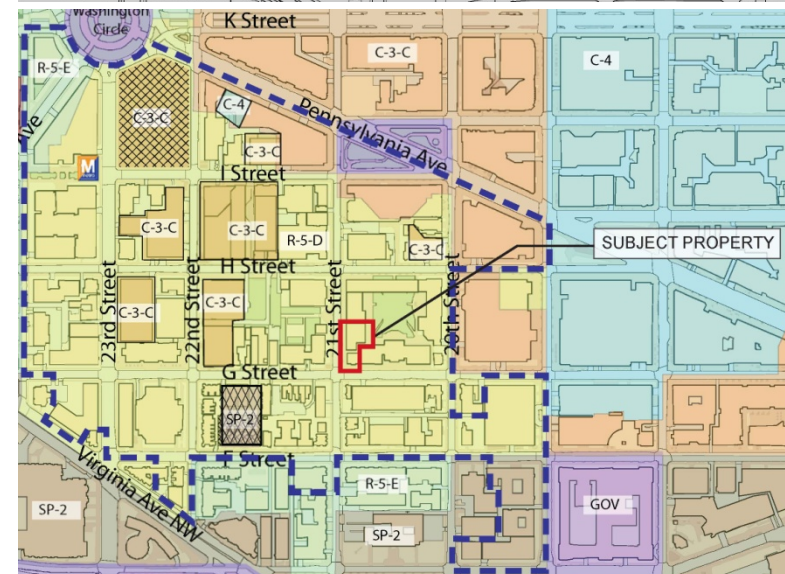 Washington
Circle
K Street
R-5-E
C-3-C
C-4
C-3-C
C-4
Pennsylvania Ave
Ave
C-3-C
M
I Street
C-3-C
C-3-C
R-5-D
C-3-C
SUBJECT PROPERTY
H Street
23rd Street
22nd Street
21st Street
20th Street
C-3-C
C-3-C
G Street
SP-2
F Street
Virginia Ave NW
R-5-E
SP-2
SP-2
GOV